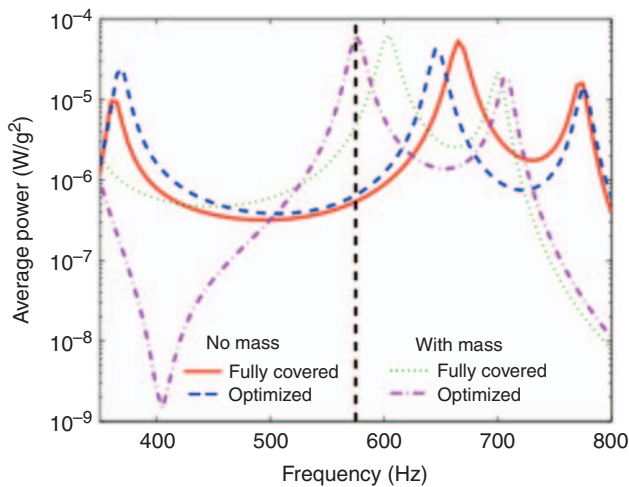 10⁻⁴
10⁻⁵
10⁻⁶
10⁻⁷
10⁻⁸
10⁻⁹
Average power (W/g²)
No mass
Fully covered
Optimized
With mass
Fully covered
Optimized
400 500 600 700 800
Frequency (Hz)